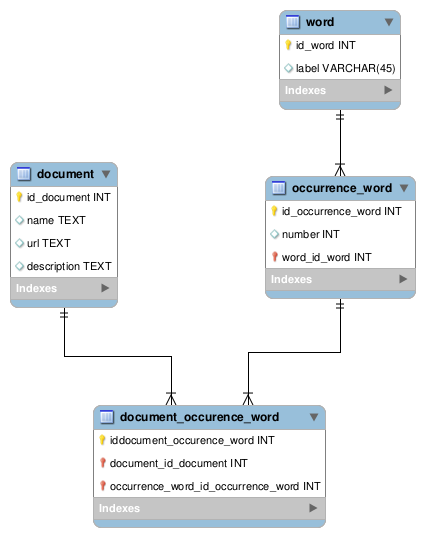 word
id_word INT
label VARCHAR(45)
Indexes
document
id_document INT
name TEXT
url TEXT
description TEXT
Indexes
occurrence_word
id_occurrence_word INT
number INT
word_id_word INT
Indexes
document_occurence_word
iddocument_occurence_word INT
document_id_document INT
occurrence_word_id_occurrence_word INT
Indexes